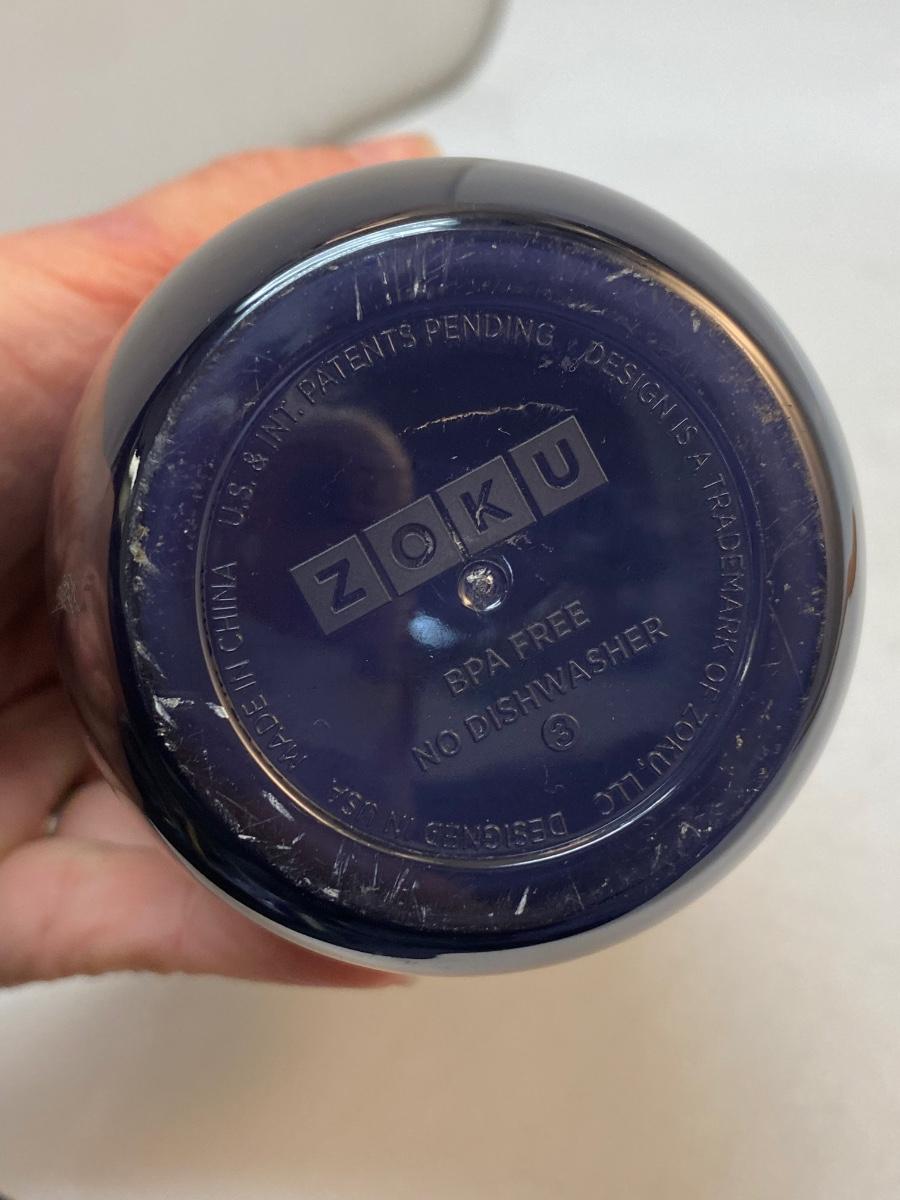 ZOKU
BPA FREE
NO DISHWASHER
3
U.S. & INT. PATENTS PENDING
DESIGN IS A TRADEMARK OF ZOKU, LLC
DESIGNED IN USA
MADE IN CHINA